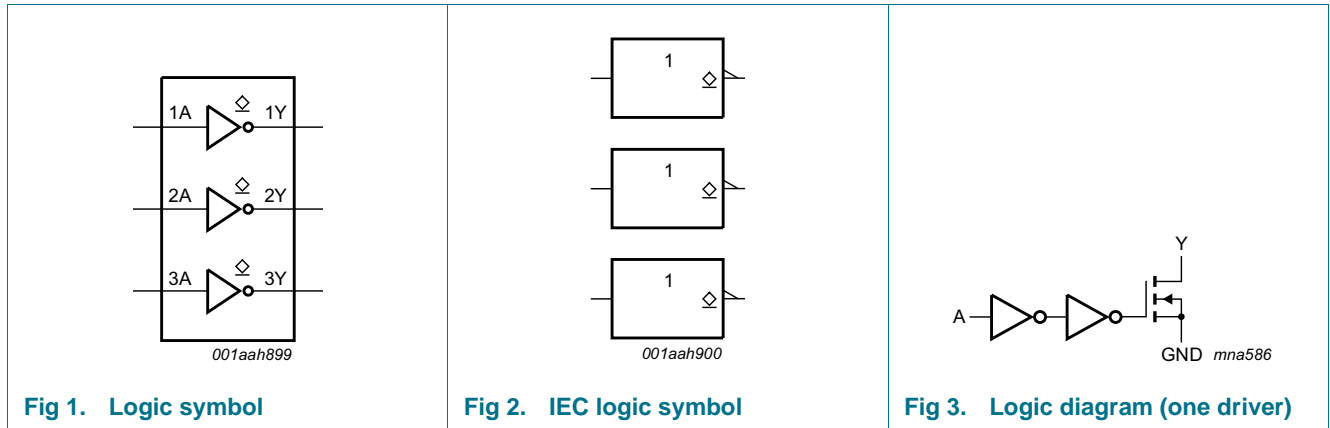 1A
1Y
2A
2Y
3A
3Y
001aah899
Fig 1. Logic symbol
1
1
1
001aah900
Fig 2. IEC logic symbol
Y
A
GND mna586
Fig 3. Logic diagram (one driver)